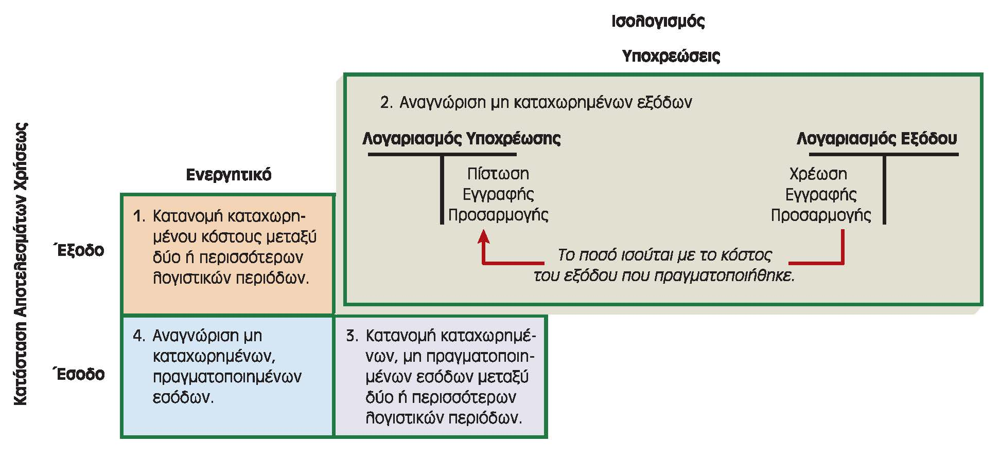 Ισολογισμός
Υποχρεώσεις
2. Αναγνώριση μη καταχωρημένων εξόδων
Λογαριασμός Υποχρέωσης
Πίστωση
Εγγραφής
Προσαρμογής
Λογαριασμός Εξόδου
Χρέωση
Εγγραφής
Προσαρμογής
Το ποσό ισούται με το κόστος
του εξόδου που πραγματοποιήθηκε.
Κατάσταση Αποτελεσμάτων Χρήσεως
Ενεργητικό
Έξοδο
1. Κατανομή καταχωρη-
μένου κόστους μεταξύ
δύο ή περισσότερων
λογιστικών περιόδων.
Έσοδο
4. Αναγνώριση μη
καταχωρημένων,
πραγματοποιημένων
εσόδων.
3. Κατανομή καταχωρημέ-
νων, μη πραγματοποιη-
μένων εσόδων μεταξύ
δύο ή περισσότερων
λογιστικών περιόδων.